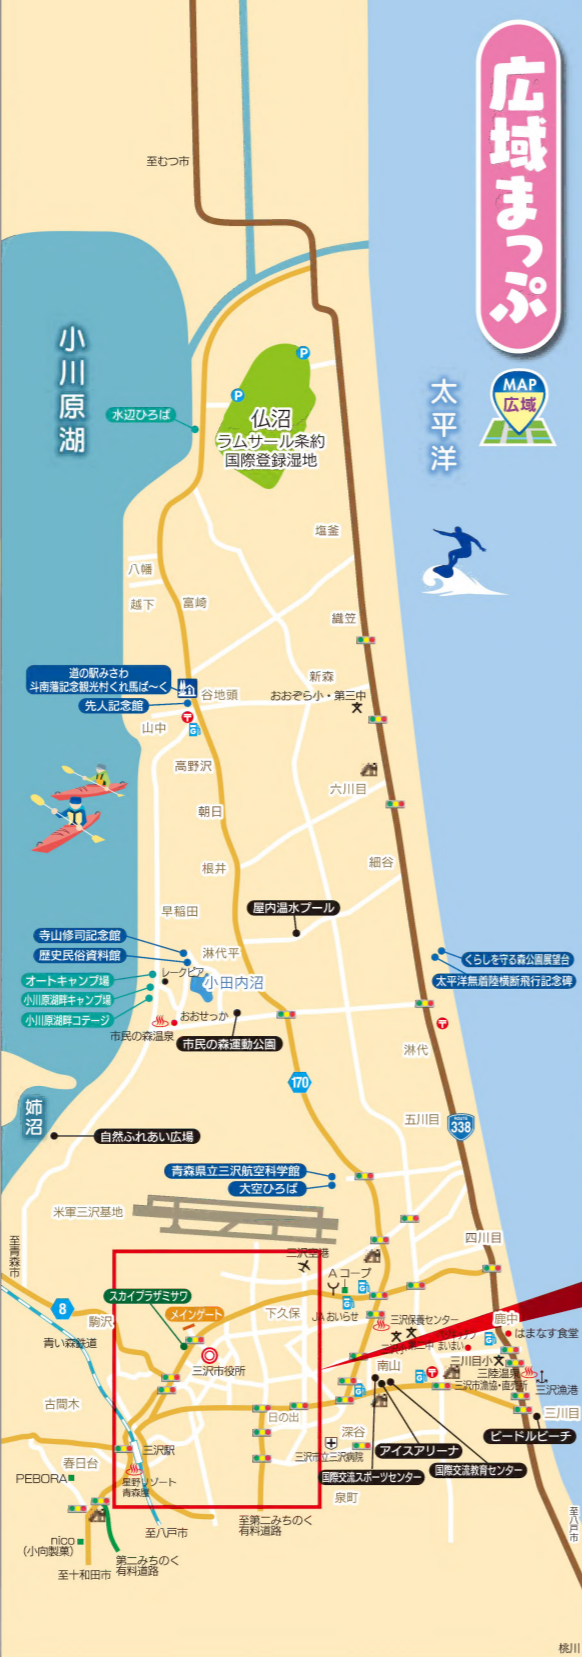 広域まっぷ
至むつ市
小川原湖
太平洋
MAP
広域
水辺ひろば
P
P
仏沼
ラムサール条約
国際登録湿地
塩釜
八幡
越下
富崎
織笠
道の駅みさわ
斗南藩記念観光村くれ馬ぱ~く
新森
谷地頭
おおぞら小・第三中
先人記念館
山中
高野沢
六川目
朝日
細谷
根井
早稲田
屋内温水プール
寺山修司記念館
淋代平
歴史民俗資料館
くらしを守る森公園展望台
レークピア
オートキャンプ場
小田内沼
太平洋無着陸横断飛行記念碑
小川原湖畔キャンプ場
小川原湖畔コテージ
おおせっか
市民の森温泉
市民の森運動公園
淋代
170
姉沼
五川目
ROUTE
338
自然ふれあい広場
青森県立三沢航空科学館
大空ひろば
米軍三沢基地
四川目
至青森市
三沢空港
Aコープ
スカイプラザミサワ
メインゲート
下久保
JAおいらせ
三沢保養センター
鹿中
8
駒沢
はまなす食堂
青い森鉄道
まいまい
三沢市役所
南山
三川目小
三陸温泉
三沢市漁協・直売所
三沢漁港
古間木
日の出
三川目
ビードルビーチ
深谷
アイスアリーナ
三沢駅
三沢市立三沢病院
国際交流教育センター
春日台
国際交流スポーツセンター
PEBORA
星野リゾート
青森屋
泉町
至八戸市
至第二みちのく
有料道路
至八戸市
nico
(小向製菓)
第二みちのく
有料道路
至十和田市
桃川